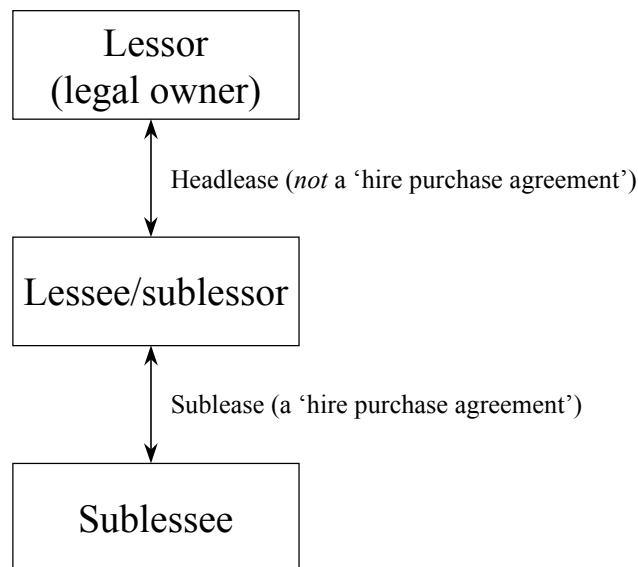 Lessor
(legal owner)
Headlease (not a ‘hire purchase agreement’)
Lessee/sublessor
Sublease (a ‘hire purchase agreement’)
Sublessee